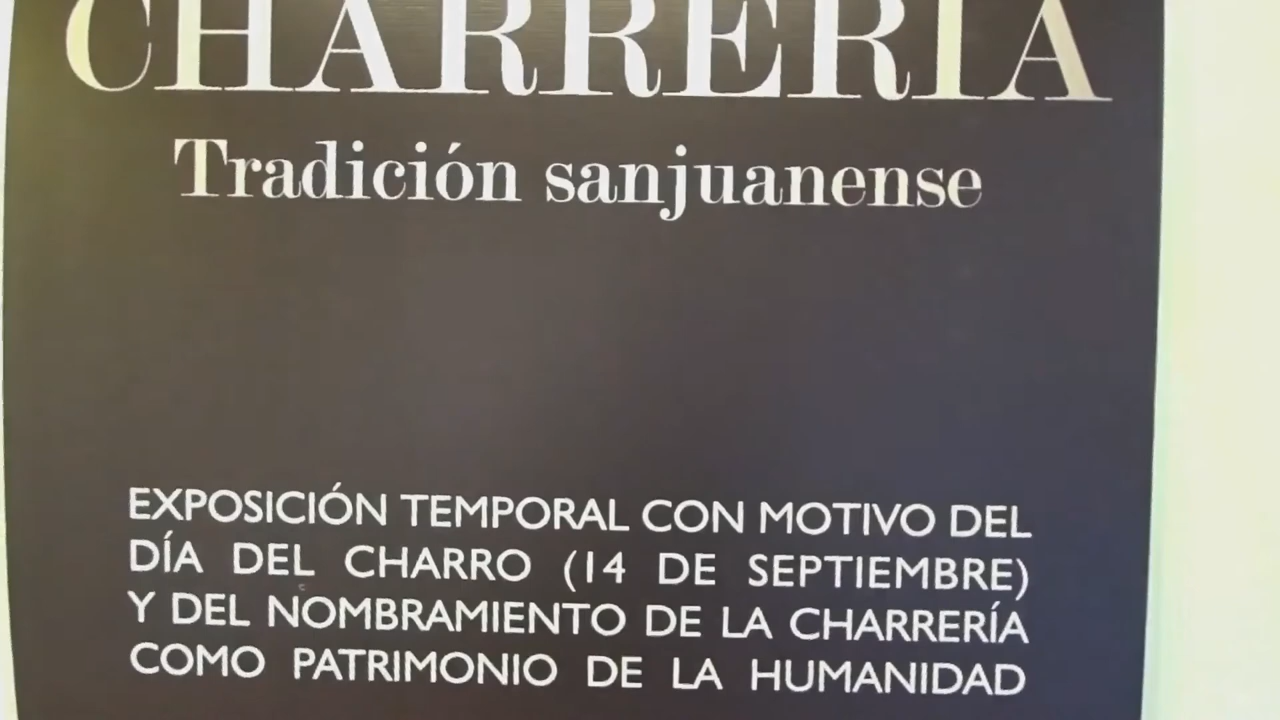 CHARRERÍA
Tradición sanjuanense
EXPOSICIÓN TEMPORAL CON MOTIVO DEL
DÍA DEL CHARRO (14 DE SEPTIEMBRE)
Y DEL NOMBRAMIENTO DE LA CHARRERÍA
COMO PATRIMONIO DE LA HUMANIDAD